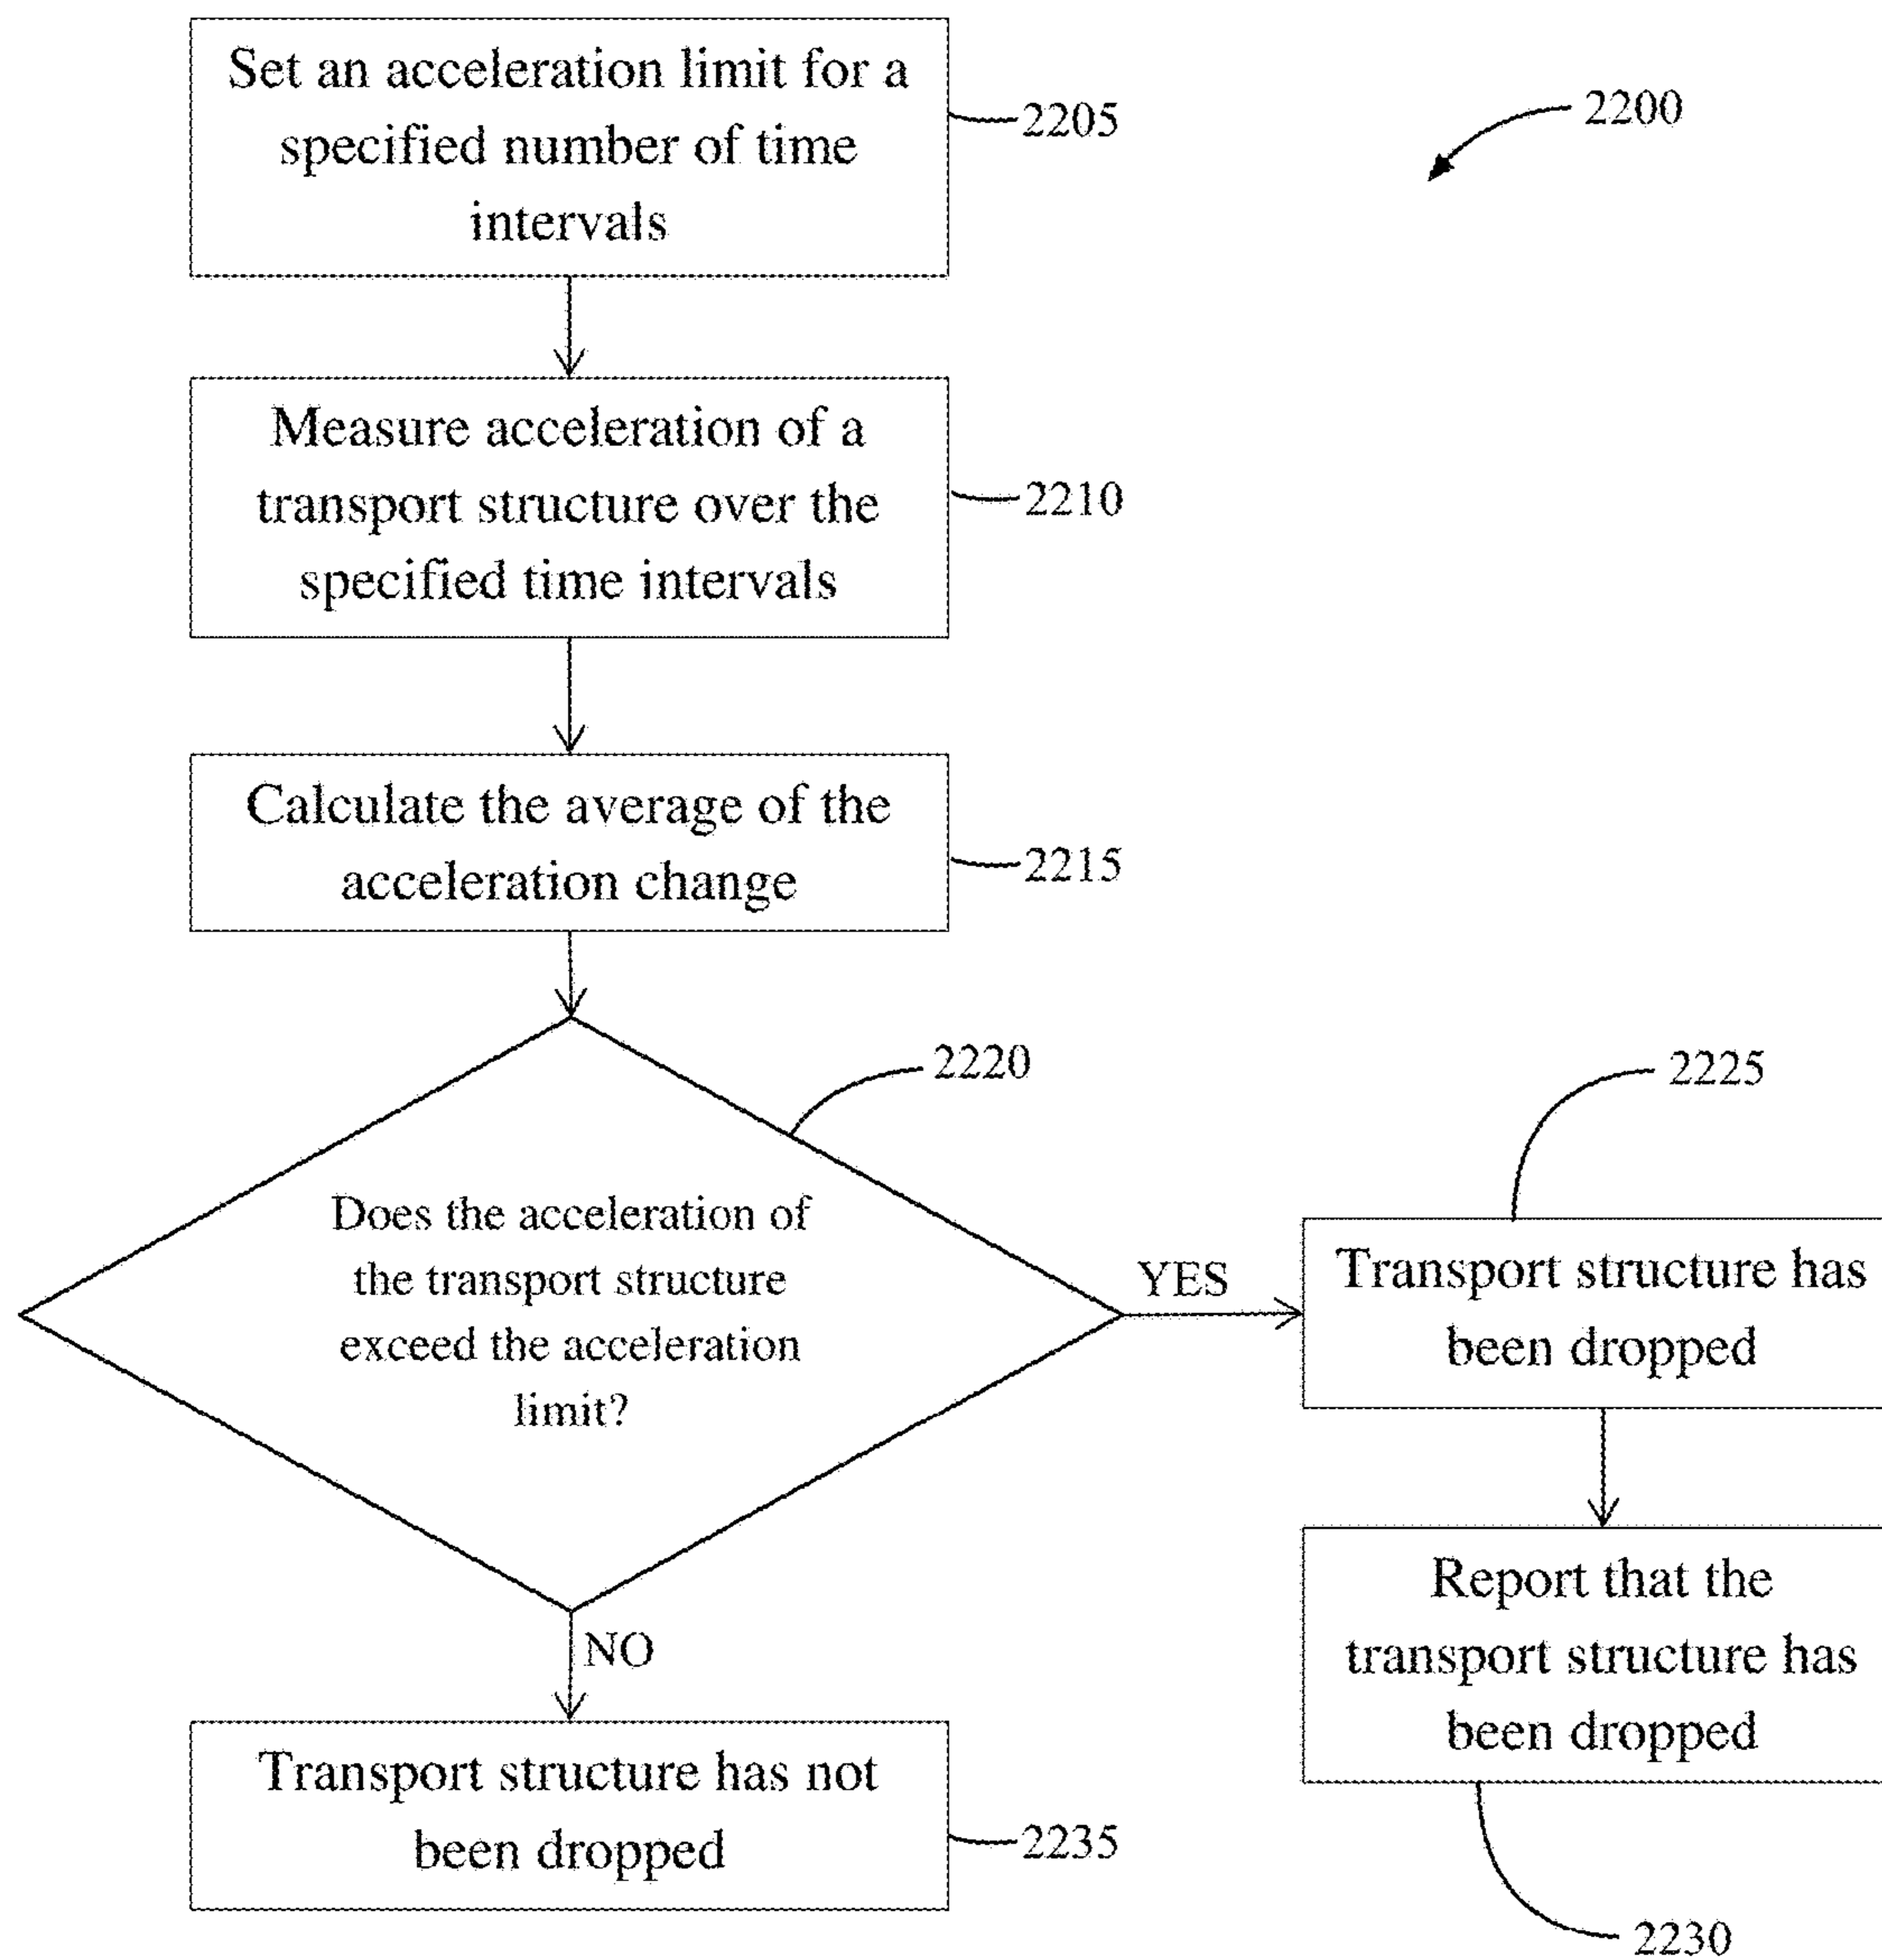 Set an acceleration limit for a
specified number of time
intervals
2205
2200
Measure acceleration of a
transport structure over the
specified time intervals
2210
Calculate the average of the
acceleration change
2215
2220
Does the acceleration of
the transport structure
exceed the acceleration
limit?
YES
2225
Transport structure has
been dropped
Report that the
transport structure has
been dropped
2230
NO
Transport structure has not
been dropped
2235